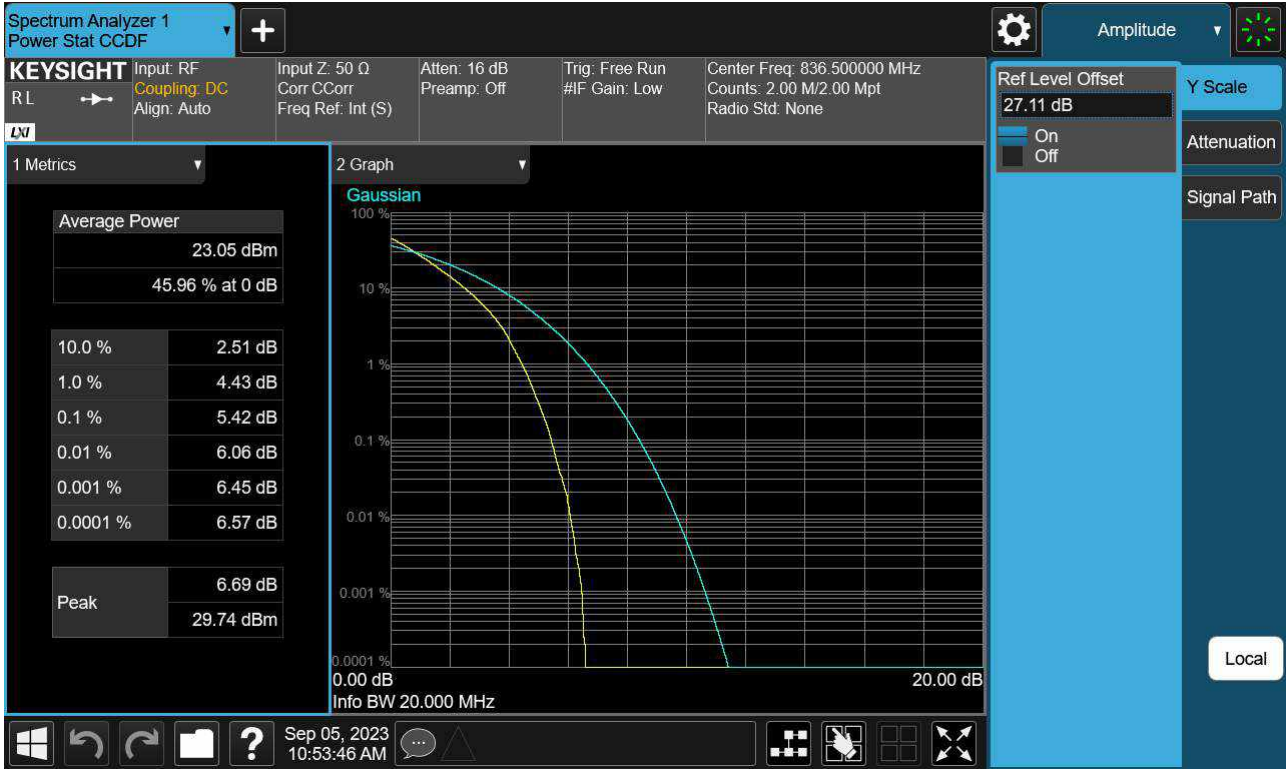 Spectrum Analyzer 1
Power Stat CCDF
+
Amplitude
KEYSIGHT
R L
LXI
Input: RF
Coupling: DC
Align: Auto
Input Z: 50 Ω
Corr CCorr
Freq Ref: Int (S)
Atten: 16 dB
Preamp: Off
Trig: Free Run
#IF Gain: Low
Center Freq: 836.500000 MHz
Counts: 2.00 M/2.00 Mpt
Radio Std: None
Ref Level Offset
27.11 dB
On
Off
Y Scale
Attenuation
Signal Path
Local
1 Metrics
Average Power
23.05 dBm
45.96 % at 0 dB
10.0 % 2.51 dB
1.0 % 4.43 dB
0.1 % 5.42 dB
0.01 % 6.06 dB
0.001 % 6.45 dB
0.0001 % 6.57 dB
Peak 6.69 dB
29.74 dBm
2 Graph
Gaussian
100 %
10 %
1 %
0.1 %
0.01 %
0.001 %
0.0001 %
0.00 dB 20.00 dB
Info BW 20.000 MHz
?
Sep 05, 2023
10:53:46 AM